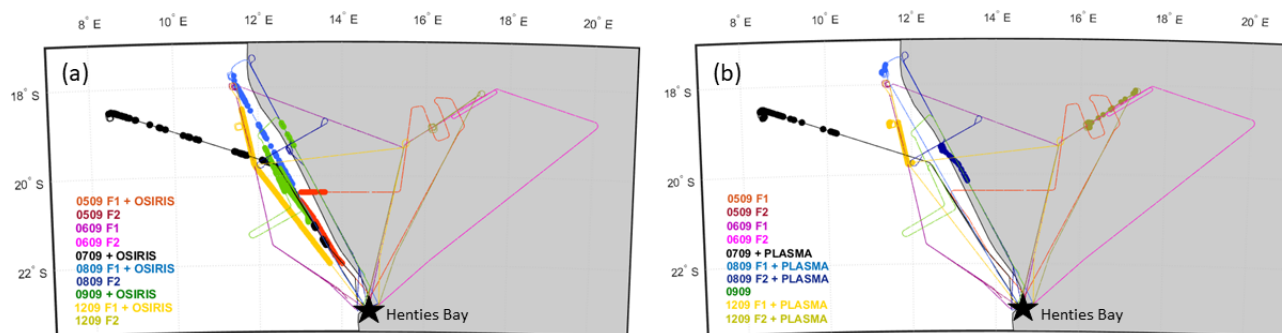 8° E 10° E 12° E 14° E 16° E 18° E 20° E
(a)
18° S
20° S
22° S
0509 F1 + OSIRIS
0509 F2
0609 F1
0609 F2
0709 + OSIRIS
0809 F1 + OSIRIS
0809 F2
0909 + OSIRIS
1209 F1 + OSIRIS
1209 F2
Henties Bay
8° E 10° E 12° E 14° E 16° E 18° E 20° E
(b)
18° S
20° S
22° S
0509 F1
0509 F2
0609 F1
0609 F2
0709 + PLASMA
0809 F1 + PLASMA
0809 F2 + PLASMA
0909
1209 F1 + PLASMA
1209 F2 + PLASMA
Henties Bay